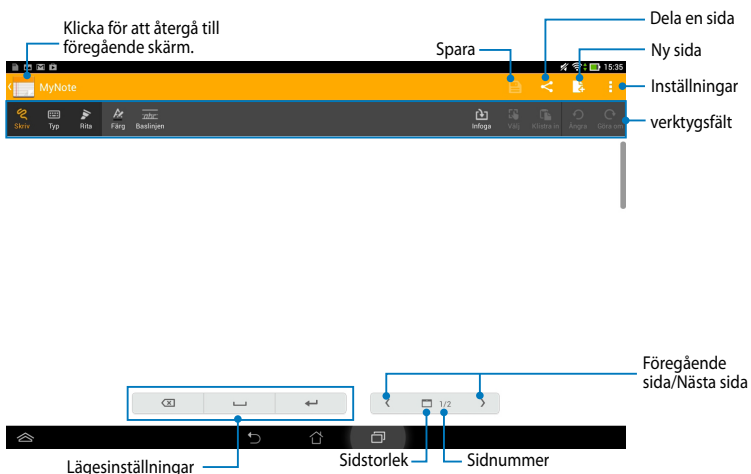 Klicka för att återgå till
föregående skärm.
Spara
Dela en sida
Ny sida
15:35
MyNote
Inställningar
Skriv Typ Rita Färg Baslinjen Infoga Välj Klistra in Ångra Göra om
abc
verktygsfält
Föregående
sida/Nästa sida
1/2
Lägesinställningar
Sidstorlek
Sidnummer